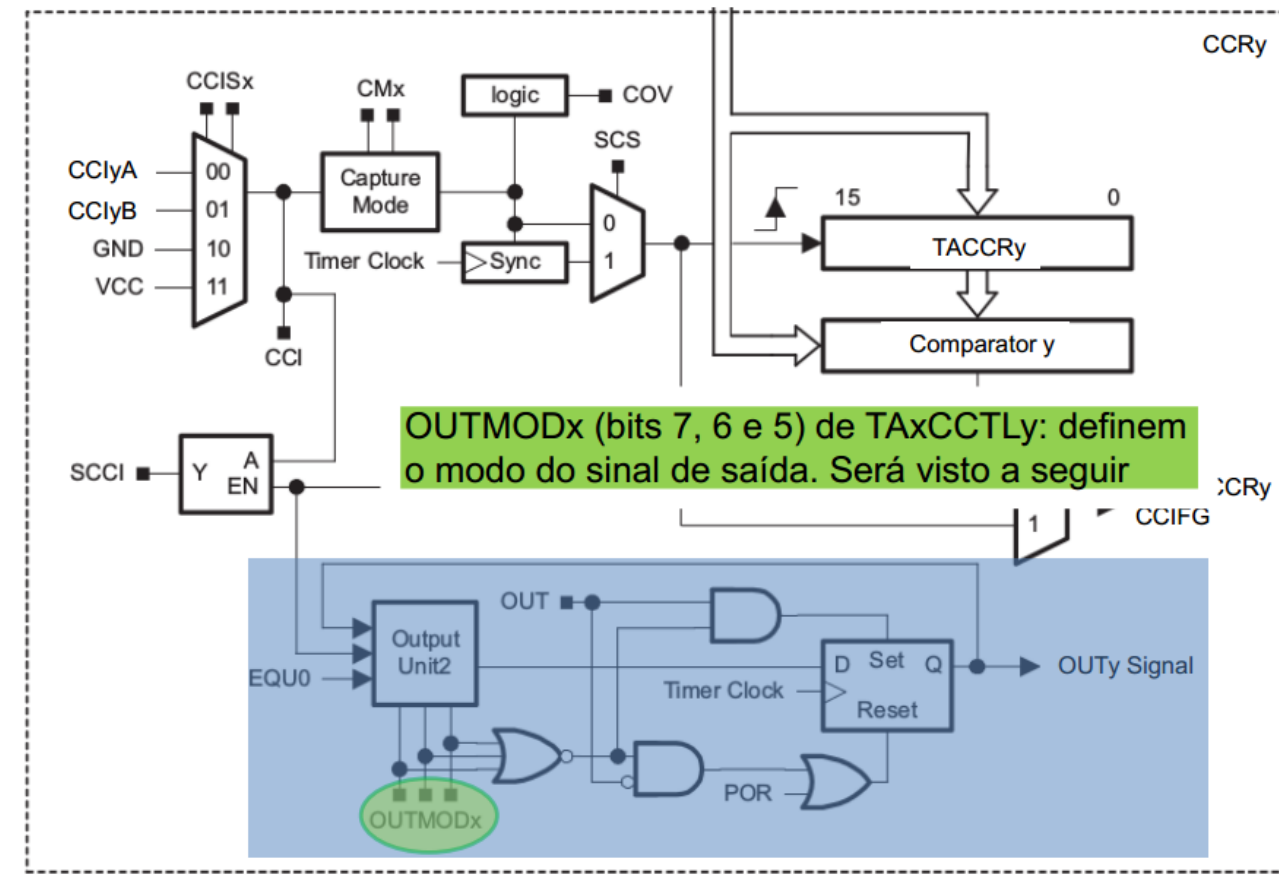 CCRy
CCISx
CMx
logic
COV
SCS
CCIyA
00
CCIyB
01
GND
10
VCC
11
Capture
Mode
Timer Clock
Sync
0
1
15
0
TACCRy
Comparator y
CCI
OUTMODx (bits 7, 6 e 5) de TAxCCTLy: definem
o modo do sinal de saída. Será visto a seguir
SCCI
Y
A
EN
CCRy
CCIFG
1
OUT
Output
Unit2
EQU0
D
Set
Q
OUTy Signal
Timer Clock
Reset
POR
OUTMODx